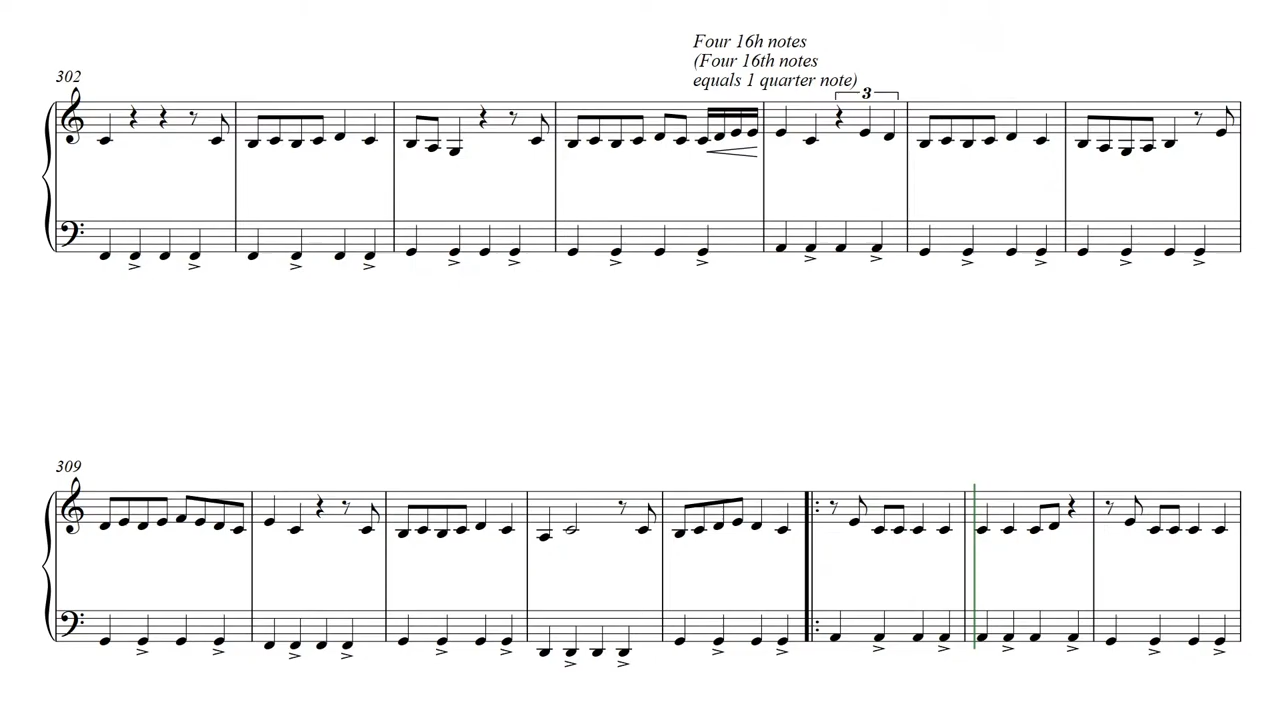 Four 16h notes
(Four 16th notes
equals 1 quarter note)
302
3
309